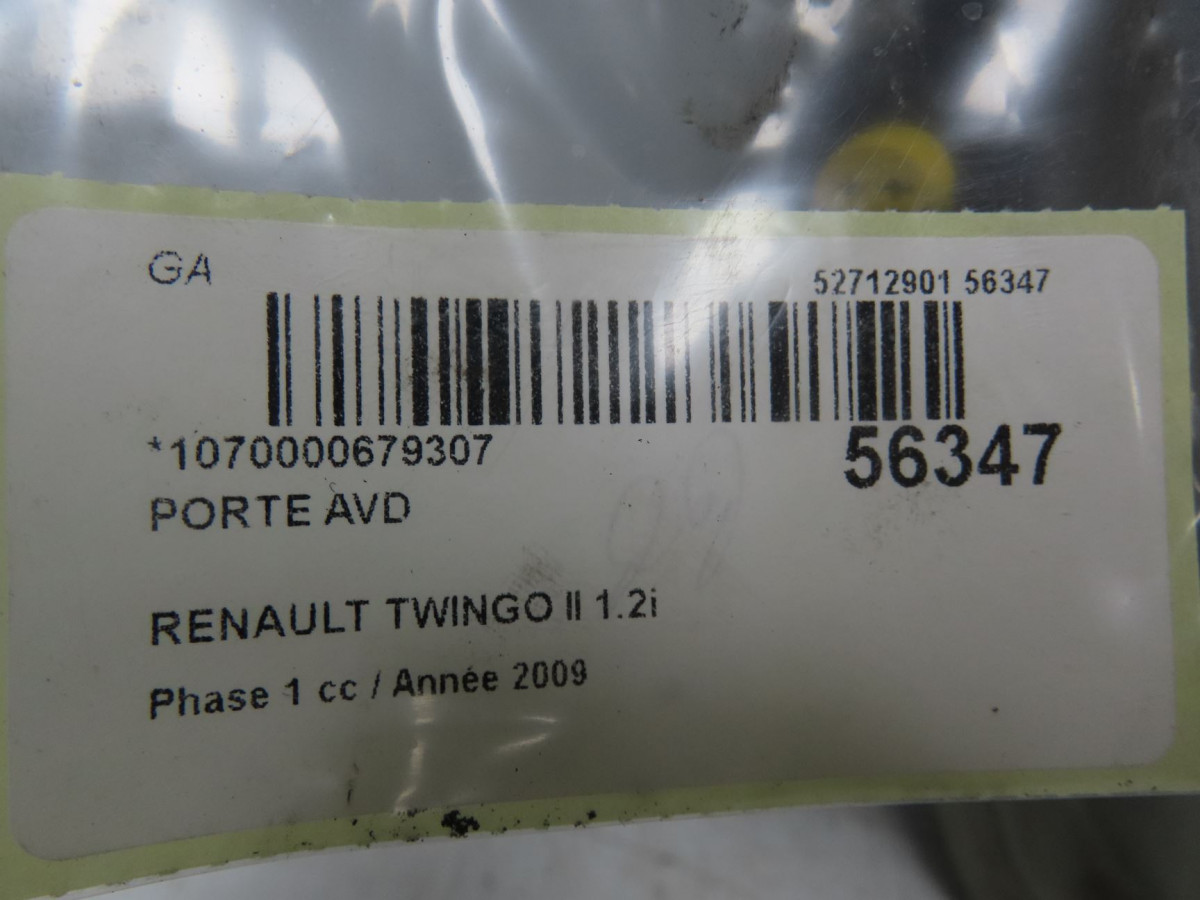 GA
52712901 56347
*1070000679307
56347
PORTE AVD
RENAULT TWINGO II 1.2i
Phase 1 cc / Année 2009